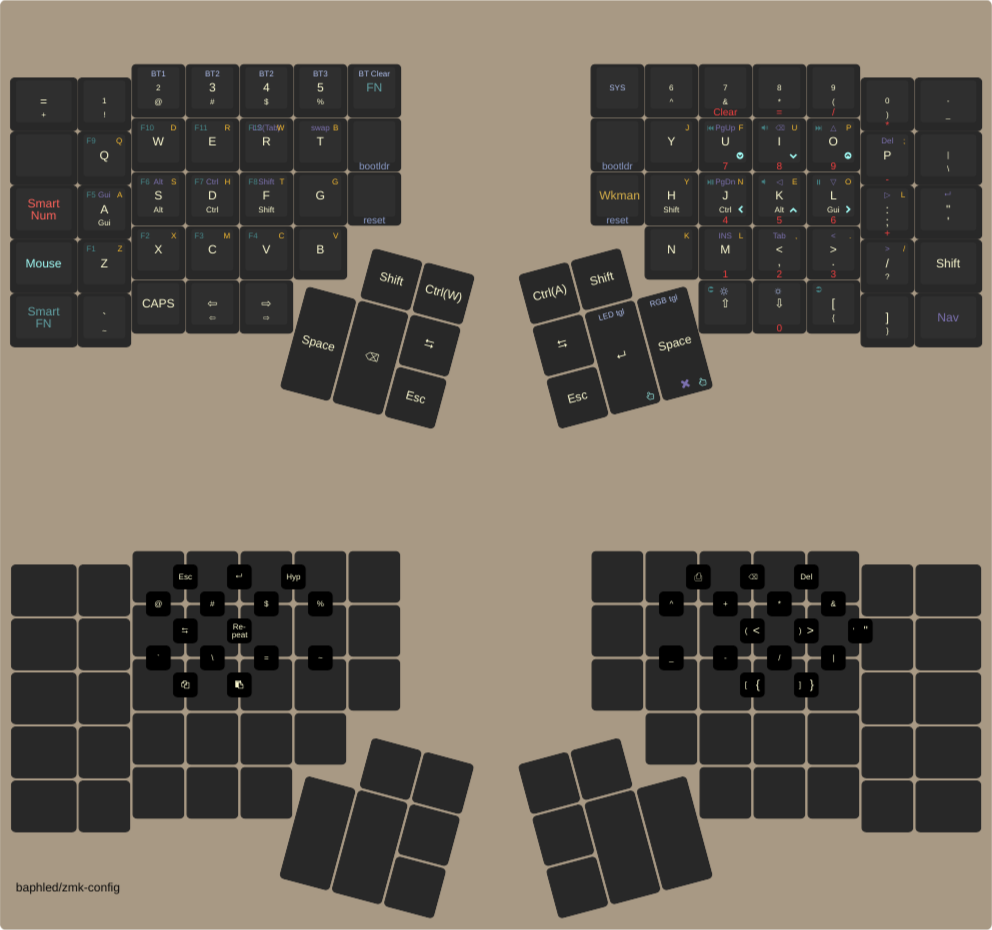 BT1 BT2 BT2 BT3 BT Clear
= 1 2 3 4 5 FN
+ ! @ # $ %
SYS 6 7 8 9 0 -
^ & * ( ) _
Clear = / *
F9 Q F10 D F11 E W swap B
Q W E R T
bootldr
J PgUp F U P Del ;
Y U I O P |
bootldr 7 8 9 - \
Smart Num
F5 Gui A F6 Alt S F7 Ctrl H F8 Shift T G
A S D F G
Gui Alt Ctrl Shift
reset
Wkman Y PgDn N E O L
H J K L : "
Shift Ctrl Alt Gui ; '
reset 4 5 6 +
Mouse
F1 Z F2 X F3 M F4 C V
Z X C V B
K INS L Tab , < . > /
N M < > / Shift
, . ?
1 2 3
Smart FN
` CAPS ⇦ ⇨
~ ⇦ ⇨
⇧ ⇩ [ ] Nav
{ }
0
Shift Ctrl(W)
Space ⌫ ⇆
Esc
Ctrl(A) Shift
LED tgl RGB tgl
⇆ ↵ Space
Esc
Esc ↵ Hyp
@ # $ %
⇆ Re-
peat
` \ = ~
⎙ ⌫ Del
^ + * &
( < ) > ' "
_ - / |
[ { ] }
baphled/zmk-config